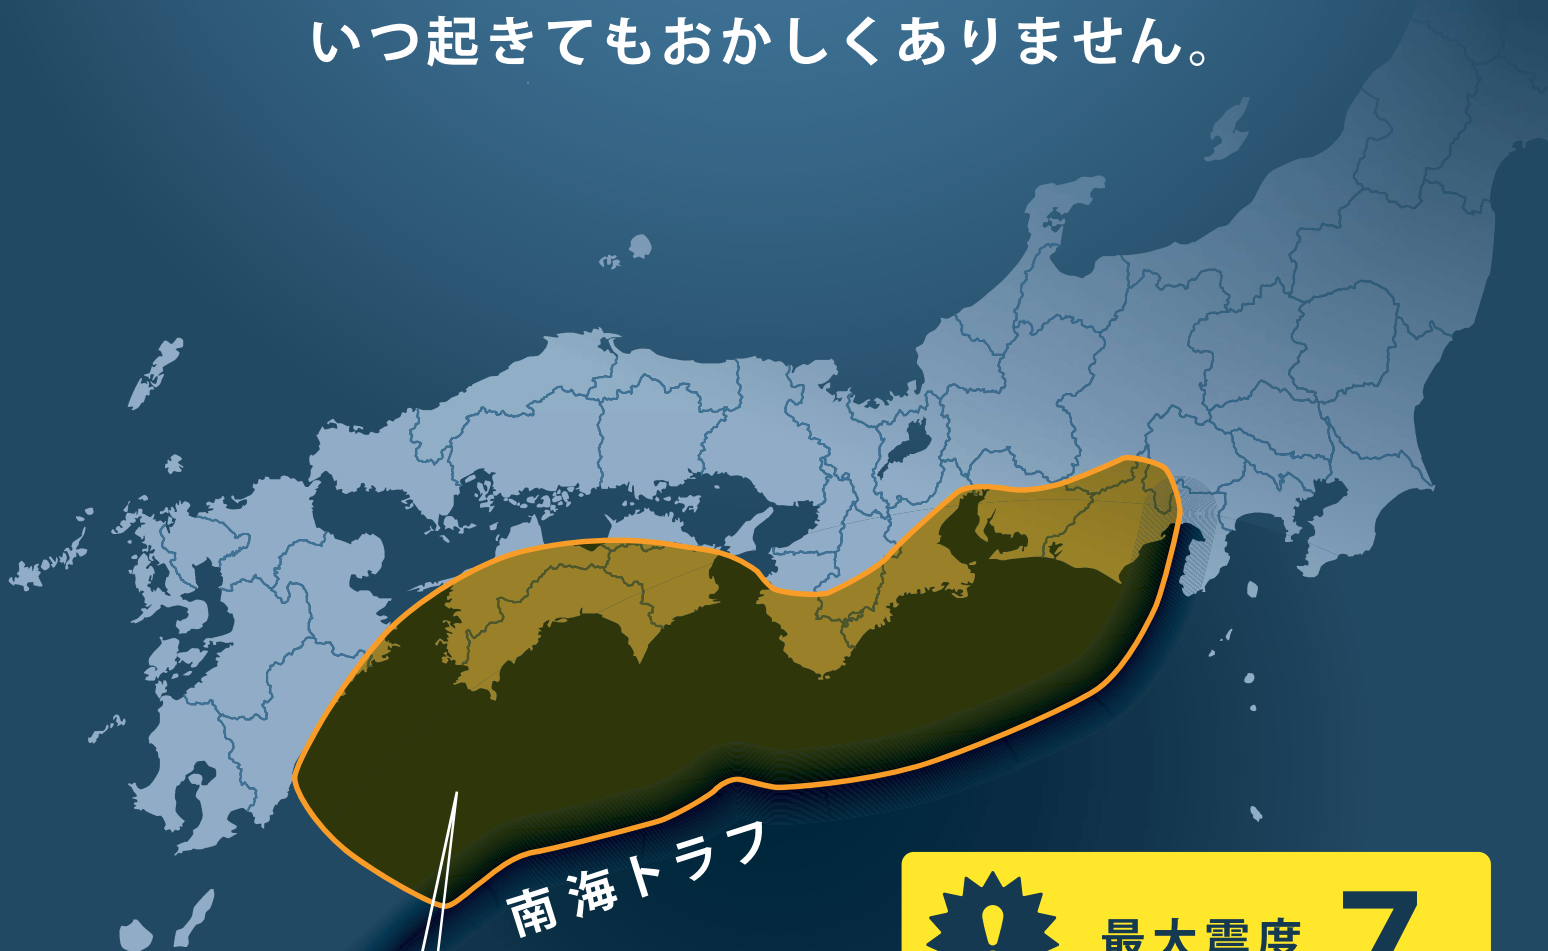 いつ起きてもおかしくありません。
南海トラフ
最大震度 7